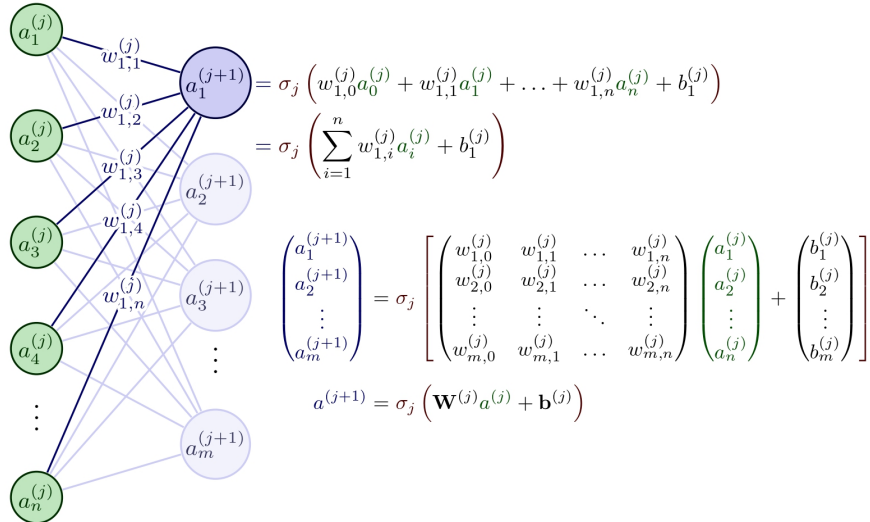 a_1^{(j)}
a_2^{(j)}
a_3^{(j)}
a_4^{(j)}
⋮
a_n^{(j)}
w_{1,1}^{(j)}
w_{1,2}^{(j)}
w_{1,3}^{(j)}
w_{1,4}^{(j)}
w_{1,n}^{(j)}
a_1^{(j+1)}
a_2^{(j+1)}
a_3^{(j+1)}
⋮
a_m^{(j+1)}
= σ_j ( w_{1,0}^{(j)} a_0^{(j)} + w_{1,1}^{(j)} a_1^{(j)} + … + w_{1,n}^{(j)} a_n^{(j)} + b_1^{(j)} )
= σ_j ( ∑_{i=1}^{n} w_{1,i}^{(j)} a_i^{(j)} + b_1^{(j)} )
( a_1^{(j+1)} a_2^{(j+1)} ⋮ a_m^{(j+1)} ) = σ_j [ ( w_{1,0}^{(j)} w_{1,1}^{(j)} … w_{1,n}^{(j)} w_{2,0}^{(j)} w_{2,1}^{(j)} … w_{2,n}^{(j)} ⋮ ⋮ ⋱ ⋮ w_{m,0}^{(j)} w_{m,1}^{(j)} … w_{m,n}^{(j)} ) ( a_1^{(j)} a_2^{(j)} ⋮ a_n^{(j)} ) + ( b_1^{(j)} b_2^{(j)} ⋮ b_m^{(j)} ) ]
a^{(j+1)} = σ_j ( W^{(j)} a^{(j)} + b^{(j)} )